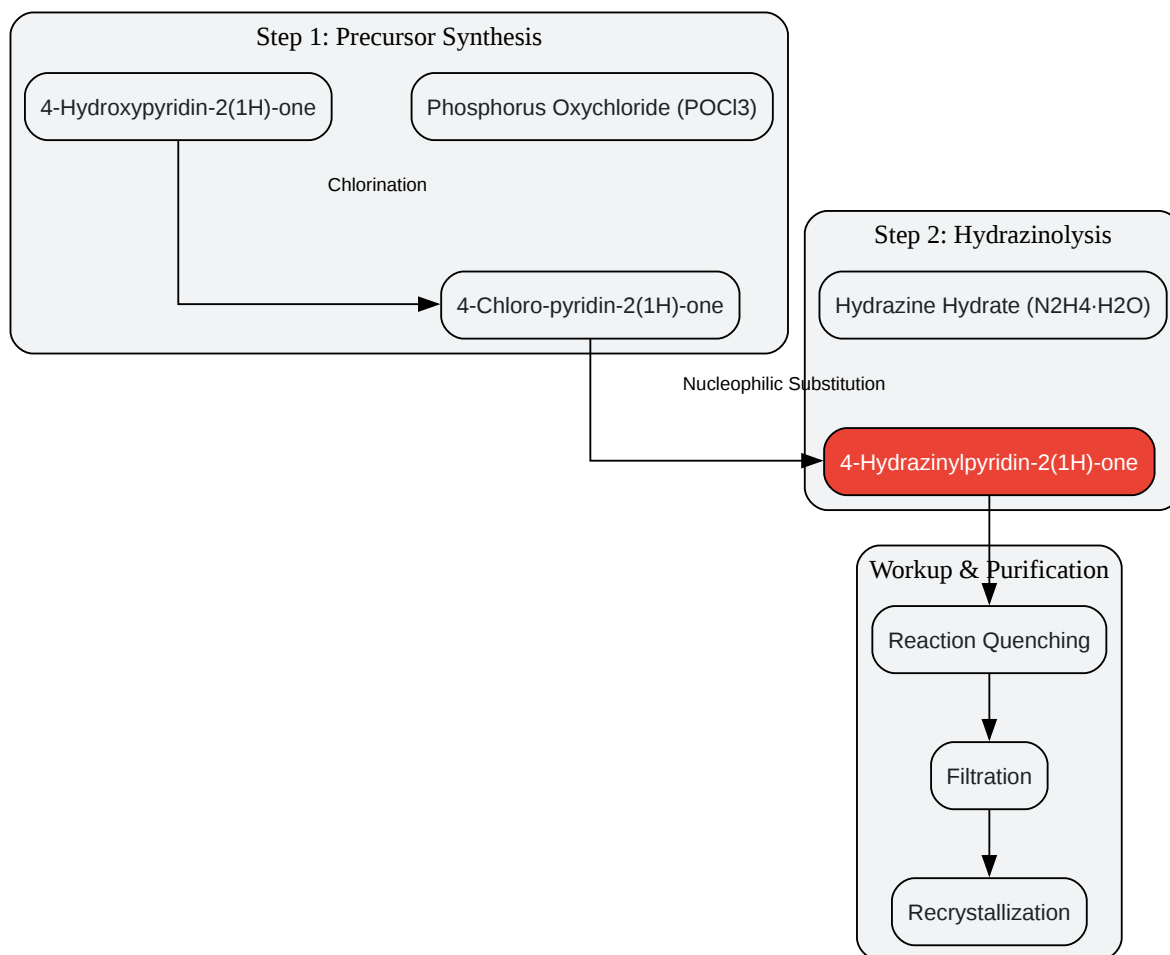 Step 1: Precursor Synthesis
4-Hydroxypyridin-2(1H)-one
Phosphorus Oxychloride (POCl3)
Chlorination
4-Chloro-pyridin-2(1H)-one
Step 2: Hydrazinolysis
Hydrazine Hydrate (N2H4·H2O)
Nucleophilic Substitution
4-Hydrazinylpyridin-2(1H)-one
Workup & Purification
Reaction Quenching
Filtration
Recrystallization